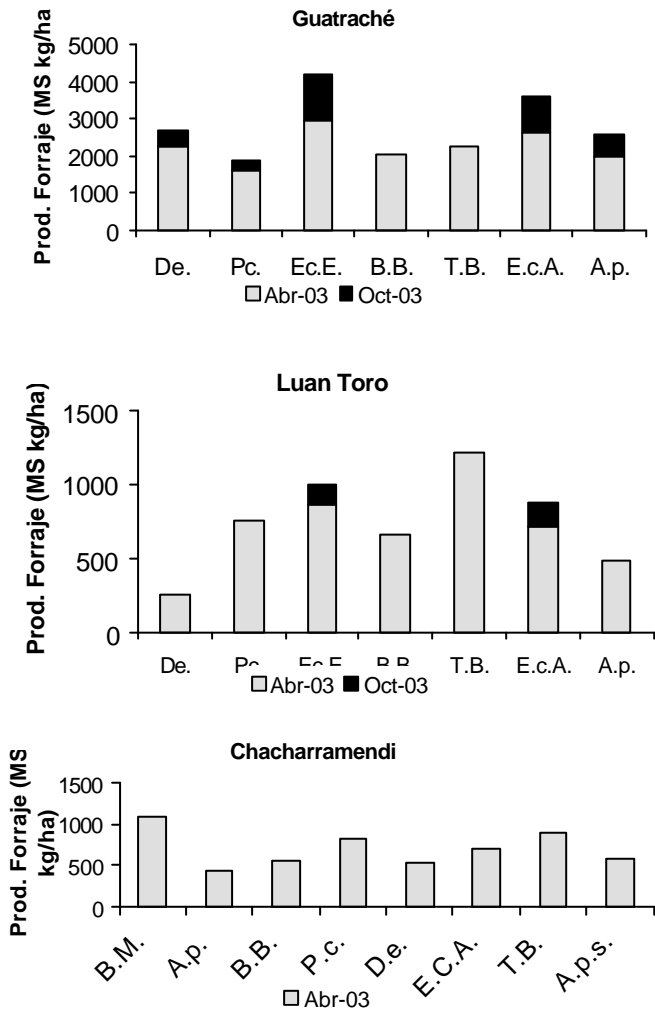 Guatraché
Prod. Forraje (MS kg/ha)
5000
4000
3000
2000
1000
0
De. Pc. Ec.E. B.B. T.B. E.c.A. A.p.
Abr-03 Oct-03
Luan Toro
Prod. Forraje (MS kg/ha)
1500
1000
500
0
De. Pc Ec.E B.B T.B. E.c.A. A.p.
Abr-03 Oct-03
Chacharramendi
Prod. Forraje (MS
kg/ha)
1500
1000
500
0
B.M. A.p. B.B. P.c. D.e. E.C.A. T.B. A.p.s.
Abr-03